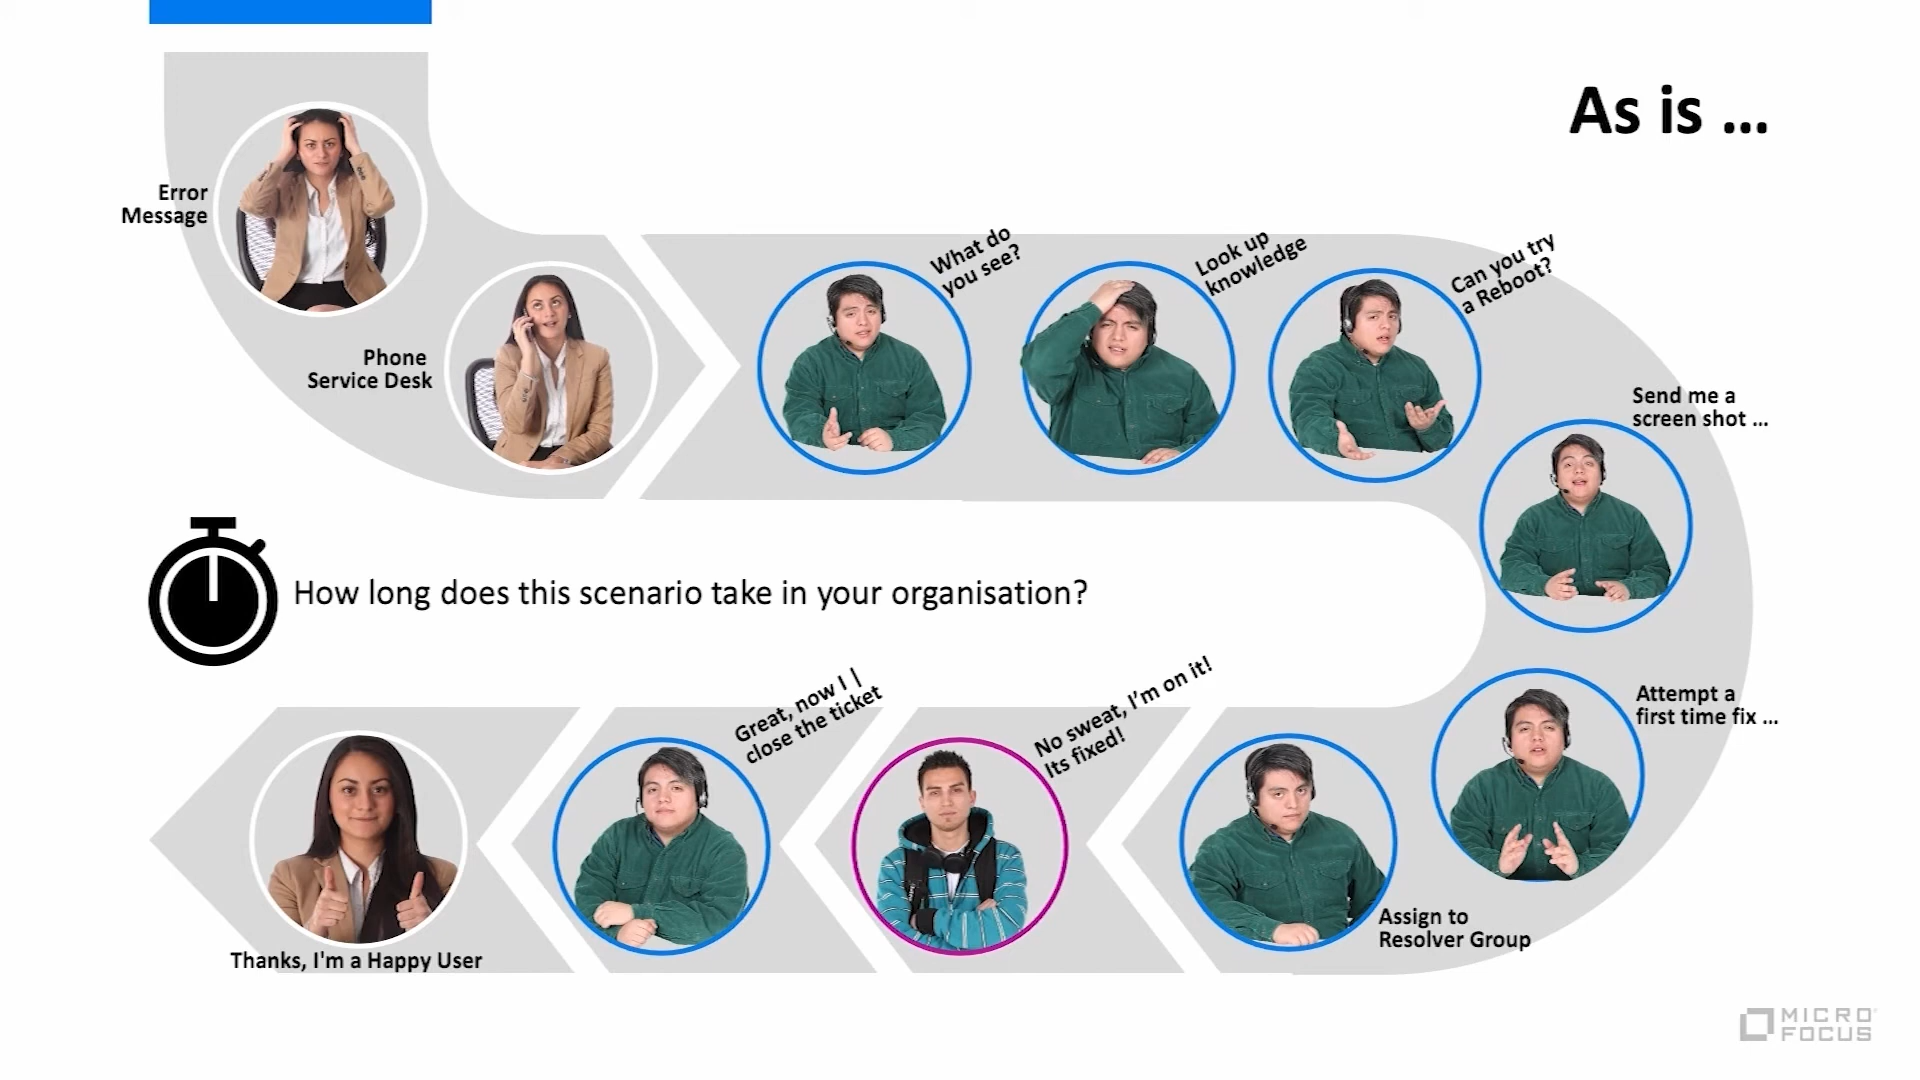 As is ...
Error
Message
Phone
Service Desk
What do
you see?
Look up
knowledge
Can you try
a Reboot?
Send me a
screen shot ...
Attempt a
first time fix ...
How long does this scenario take in your organisation?
Assign to
Resolver Group
No sweat, I'm on it!
Its fixed!
Great, now I |
close the ticket
Thanks, I'm a Happy User
MICRO
FOCUS